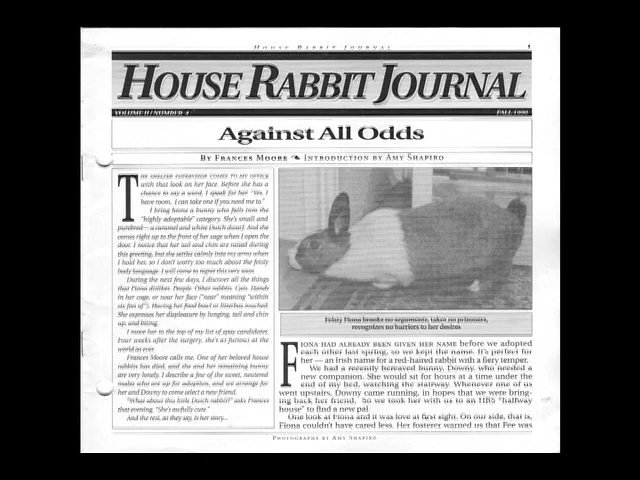 HOUSE RABBIT JOURNAL 1
HOUSE RABBIT JOURNAL
VOLUME II/NUMBER 4 FALL 1990
Against All Odds
BY FRANCES MOORE ❧ INTRODUCTION BY AMY SHAPIRO
THE SHELTER SUPERVISOR COMES TO MY OFFICE
with that look on her face. Before she has a
chance to say a word, I speak for her "Yes, I
have room. I can take one if you need me to."
I bring home a bunny who falls into the
"highly adoptable" category. She's small and
purebred—a caramel and white Dutch dwarf. And she
comes right up to the front of her cage when I open the
door. I notice that her tail and chin are raised during
this greeting, but she settles calmly into my arms when
I hold her, so I don't worry too much about the feisty
body language. I will come to regret this very soon.
During the next few days, I discover all the things
that Fiona dislikes. People. Other rabbits. Cats. Hands
in her cage, or near her face ("near" meaning "within
six feet of"). Having her food bowl or litterbox touched.
She expresses her displeasure by lunging, tail and chin
up, and biting.
I move her to the top of my list of spay candidates.
Four weeks after the surgery, she's as furious at the
world as ever.
Frances Moore calls me. One of her beloved house
rabbits has died, and she and her remaining bunny
are very lonely. I describe a few of the sweet, neutered
males who are up for adoption, and we arrange for
her and Downy to come select a new friend.
"What about this little Dutch rabbit?" asks Frances
that evening. "She's awfully cute."
And the rest, as they say, is her story...
Feisty Fiona brooks no arguments, takes no prisoners,
recognizes no barriers to her desires
FIONA HAD ALREADY BEEN GIVEN HER NAME before we adopted
each other last spring, so we kept the name. It's perfect for
her — an Irish name for a red-haired rabbit with a fiery temper.
We had a recently bereaved bunny, Downy, who needed a
new companion. She would sit for hours at a time under the
end of my bed, watching the stairway. Whenever one of us
went upstairs, Downy came running, in hopes that we were bring-
ing back her friend. So we took her with us to an HRS "halfway
house" to find a new pal.
One look at Fiona and it was love at first sight. On our side, that is,
Fiona couldn't have cared less. Her fosterer warned us that Fee was
PHOTOGRAPHS BY AMY SHAPIRO